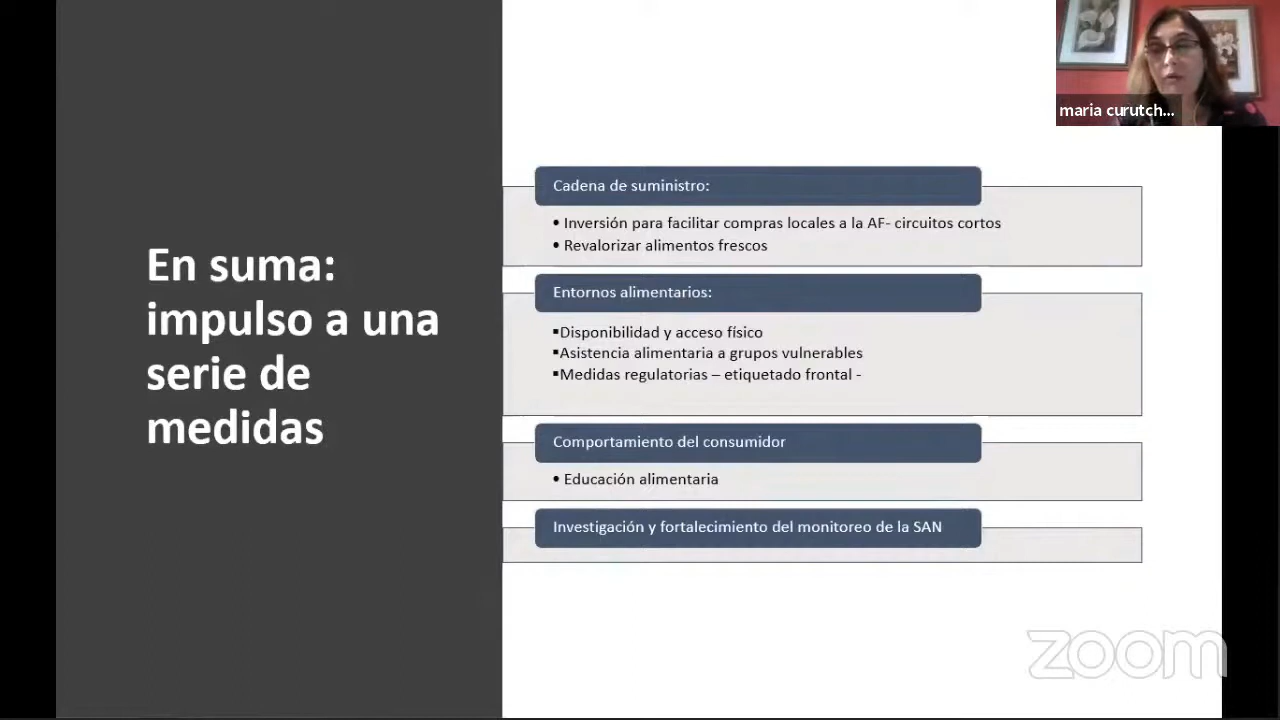 maria curutch...
En suma:
impulso a una
serie de
medidas
Cadena de suministro:
• Inversión para facilitar compras locales a la AF- circuitos cortos
• Revalorizar alimentos frescos
Entornos alimentarios:
▪Disponibilidad y acceso físico
▪Asistencia alimentaria a grupos vulnerables
▪Medidas regulatorias – etiquetado frontal -
Comportamiento del consumidor
• Educación alimentaria
Investigación y fortalecimiento del monitoreo de la SAN
zoom